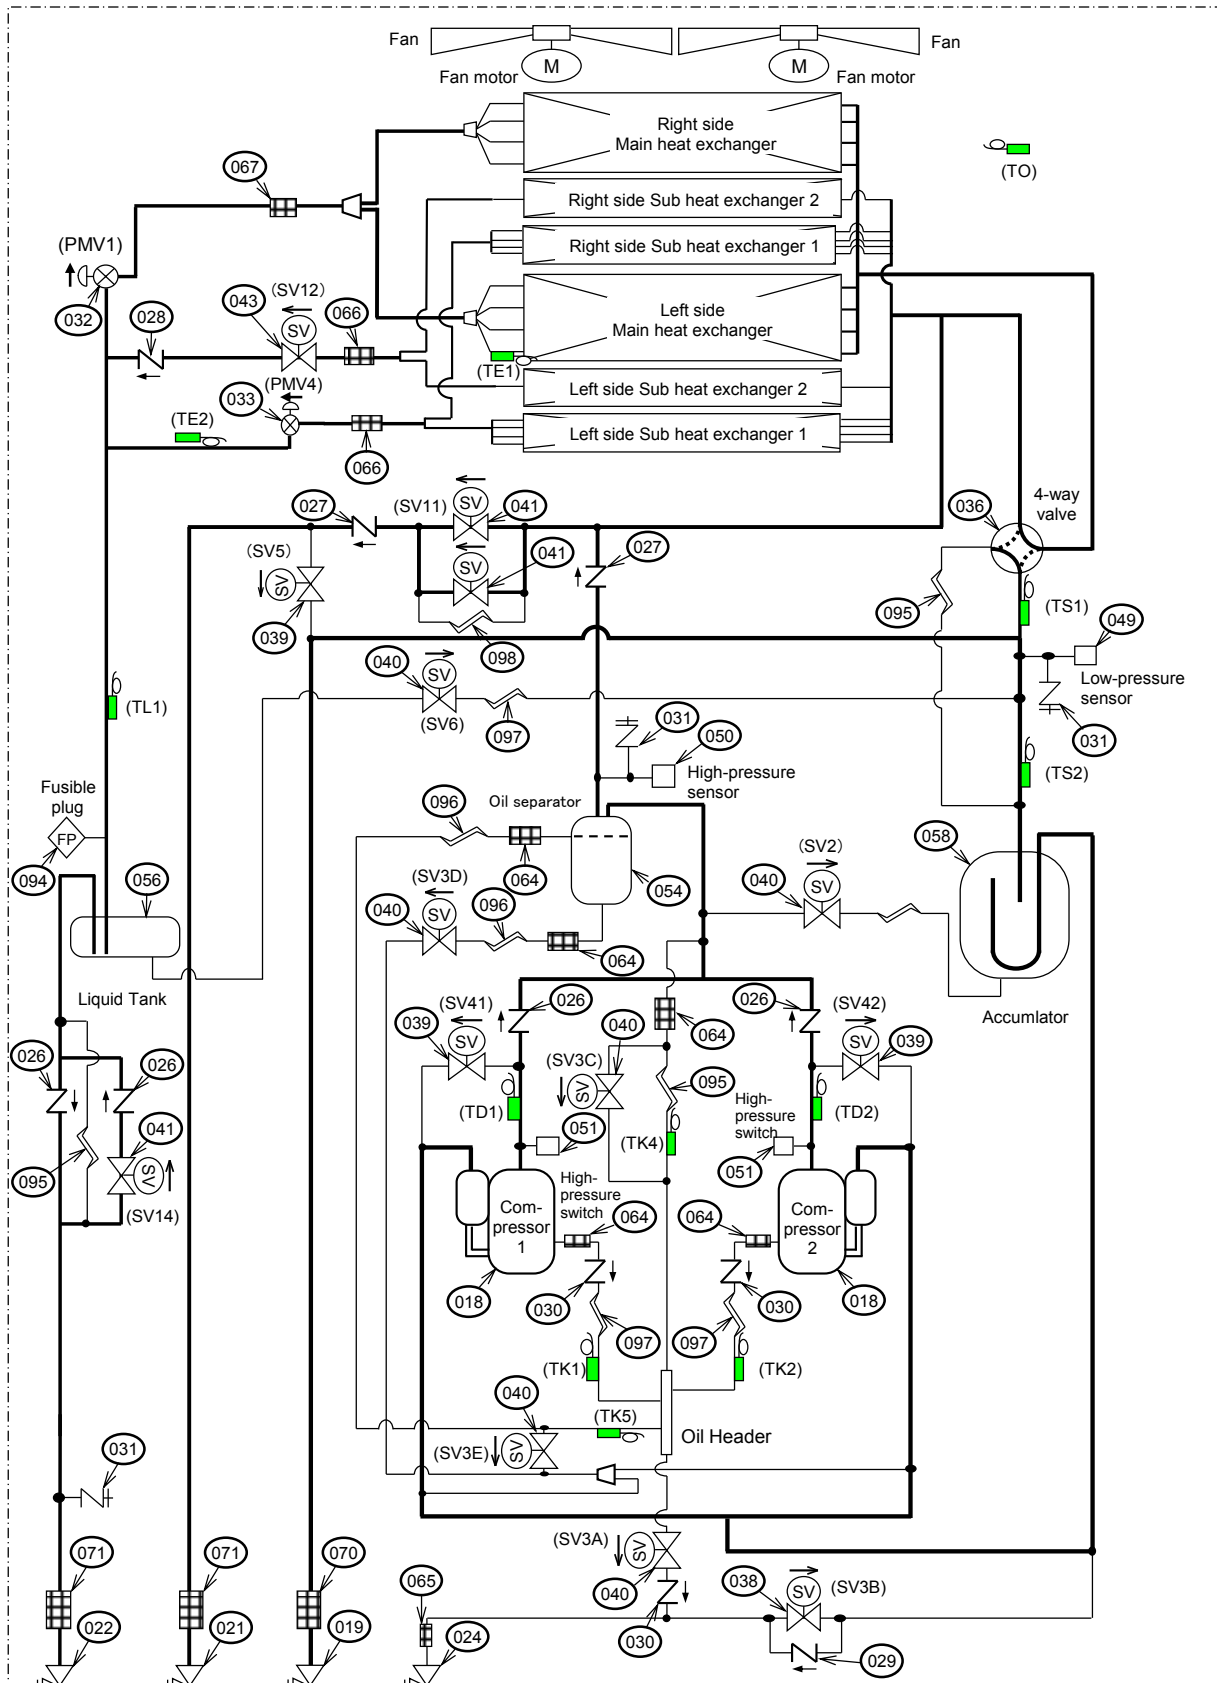 Fan
Fan
M
M
Fan motor
Fan motor
Right side
Main heat exchanger
(TO)
067
Right side Sub heat exchanger 2
(PMV1)
Right side Sub heat exchanger 1
032
028
043
(SV12)
SV
066
Left side
Main heat exchanger
(TE1)
(PMV4)
033
Left side Sub heat exchanger 2
(TE2)
Left side Sub heat exchanger 1
066
027
(SV11)
SV
041
036
4-way
valve
(SV5)
SV
SV
041
027
039
098
095
(TS1)
049
040
SV
Low-pressure
sensor
(TL1)
(SV6)
097
031
050
031
High-pressure
sensor
(TS2)
Fusible
plug
FP
094
Oil separator
096
064
054
(SV2)
SV
058
056
(SV3D)
SV
040
096
064
040
Liquid Tank
Accumlator
026
026
(SV41)
SV
039
026
026
(SV42)
SV
039
040
064
(SV3C)
SV
095
(TD1)
051
(TK4)
High-
pressure
switch
051
(TD2)
095
041
SV
(SV14)
Com-
pressor
1
High-
pressure
switch
064
064
Com-
pressor
2
018
030
030
018
097
097
(TK1)
(TK2)
040
(TK5)
Oil Header
(SV3E)
SV
031
(SV3A)
SV
040
071
071
070
065
038
SV
(SV3B)
022
021
019
024
030
029